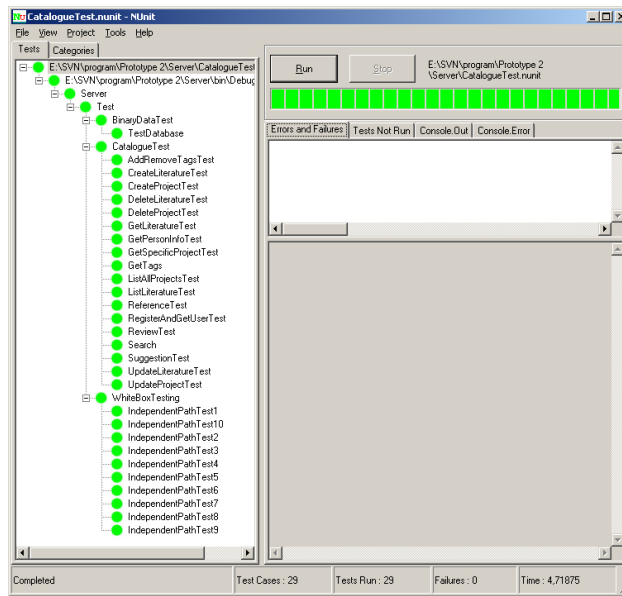 CatalogueTest.nunit - NUnit
File View Project Tools Help
Tests Categories
E:\SVN\program\Prototype 2\Server\CatalogueTest
E:\SVN\program\Prototype 2\Server\bin\Debug
Server
Test
BinaryDataTest
TestDatabase
CatalogueTest
AddRemoveTagsTest
CreateLiteratureTest
CreateProjectTest
DeleteLiteratureTest
DeleteProjectTest
GetLiteratureTest
GetPersonInfoTest
GetSpecificProjectTest
GetTags
ListAllProjectsTest
ListLiteratureTest
ReferenceTest
RegisterAndGetUserTest
ReviewTest
Search
SuggestionTest
UpdateLiteratureTest
UpdateProjectTest
WhiteBoxTesting
IndependentPathTest1
IndependentPathTest10
IndependentPathTest2
IndependentPathTest3
IndependentPathTest4
IndependentPathTest5
IndependentPathTest6
IndependentPathTest7
IndependentPathTest8
IndependentPathTest9
Run Stop
E:\SVN\program\Prototype 2
\Server\CatalogueTest.nunit
Errors and Failures Tests Not Run Console.Out Console.Error
Completed Test Cases : 29 Tests Run : 29 Failures : 0 Time : 4,71875